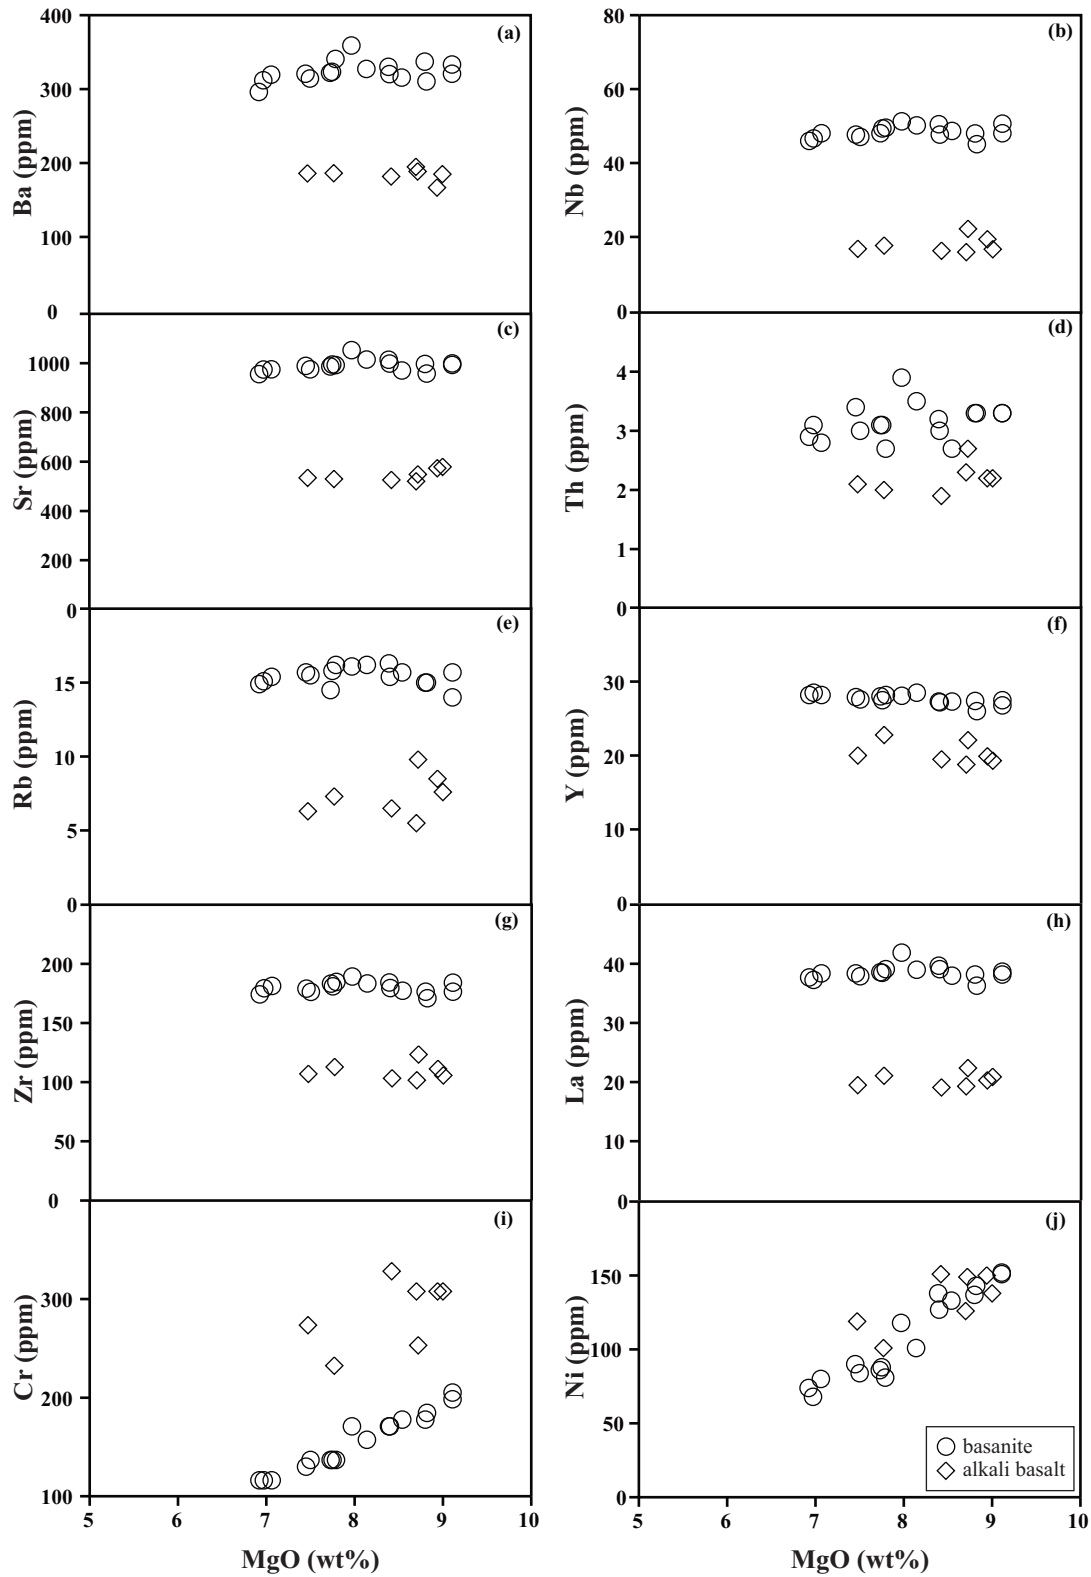 (a)
400
300
200
100
0
Ba (ppm)
(b)
80
60
40
20
0
Nb (ppm)
(c)
1000
800
600
400
200
0
Sr (ppm)
(d)
4
3
2
1
0
Th (ppm)
(e)
15
10
5
0
Rb (ppm)
(f)
30
20
10
0
Y (ppm)
(g)
200
150
100
50
0
Zr (ppm)
(h)
40
30
20
10
0
La (ppm)
(i)
300
200
100
Cr (ppm)
5 6 7 8 9 10
MgO (wt%)
(j)
150
100
50
0
Ni (ppm)
basanite
alkali basalt
5 6 7 8 9 10
MgO (wt%)